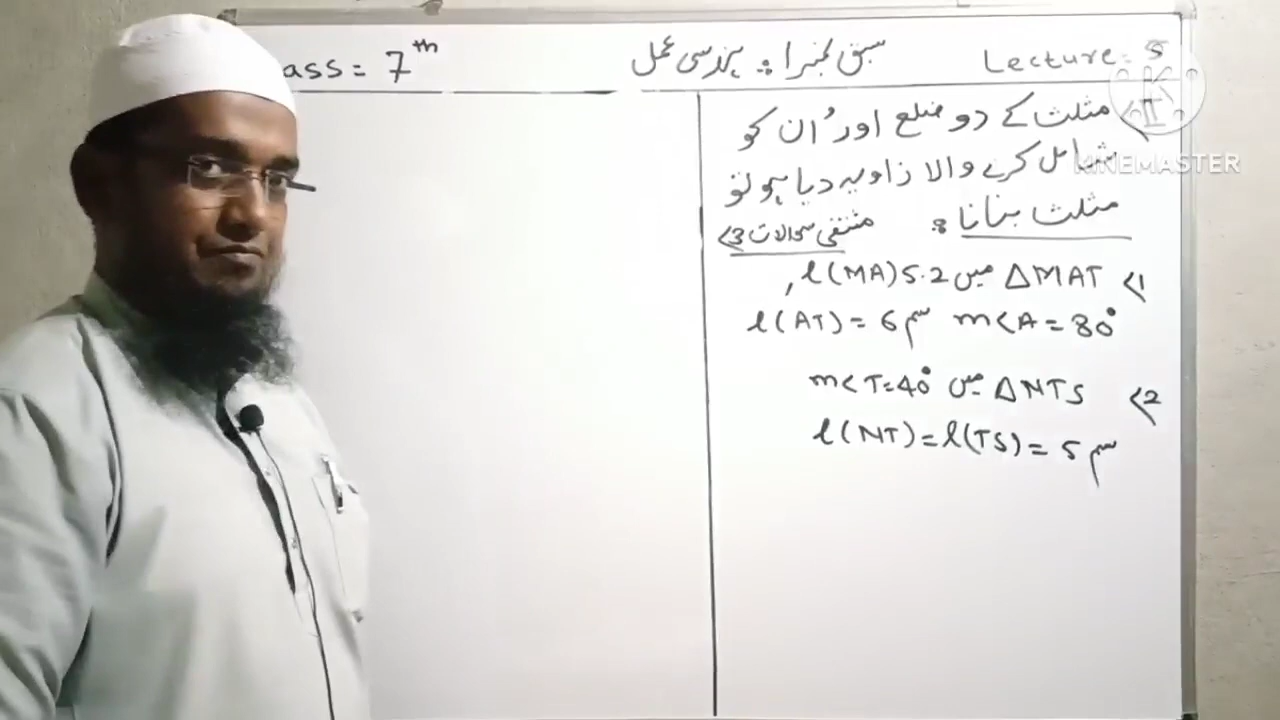 ass = 7th
سبق نمبر 1 : ہندسی عمل
Lecture: 5
I> مثلث کے دو ضلع اور اُن کو
شامل کرنے والا زاویہ دیا ہو تو
مثلث بنانا :
مشقی سوالات 3>
1> ΔMAT میں l(MA) 5.2 ,
l(AT) = 6 سم m<A = 80°
2> ΔNTS میں m<T=40°
l(NT) = l(TS) = 5 سم
KINEMASTER